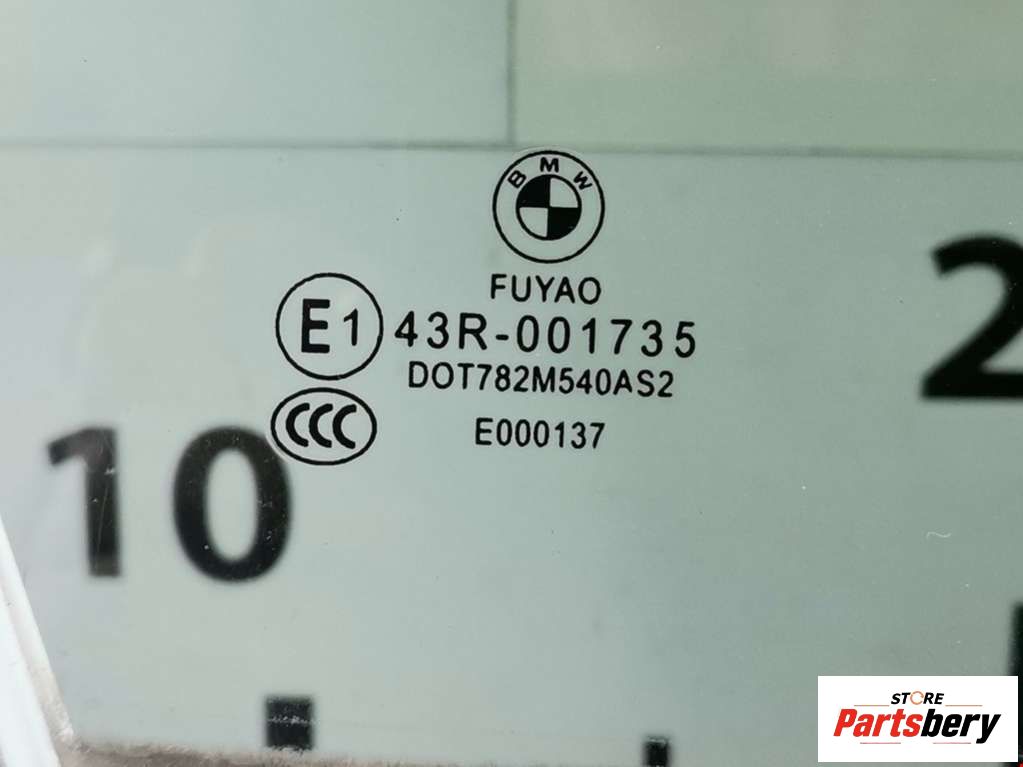 BMW
FUYAO
E1 43R-001735
DOT782M540AS2
CCC E000137
10
2
STORE
Partsbery